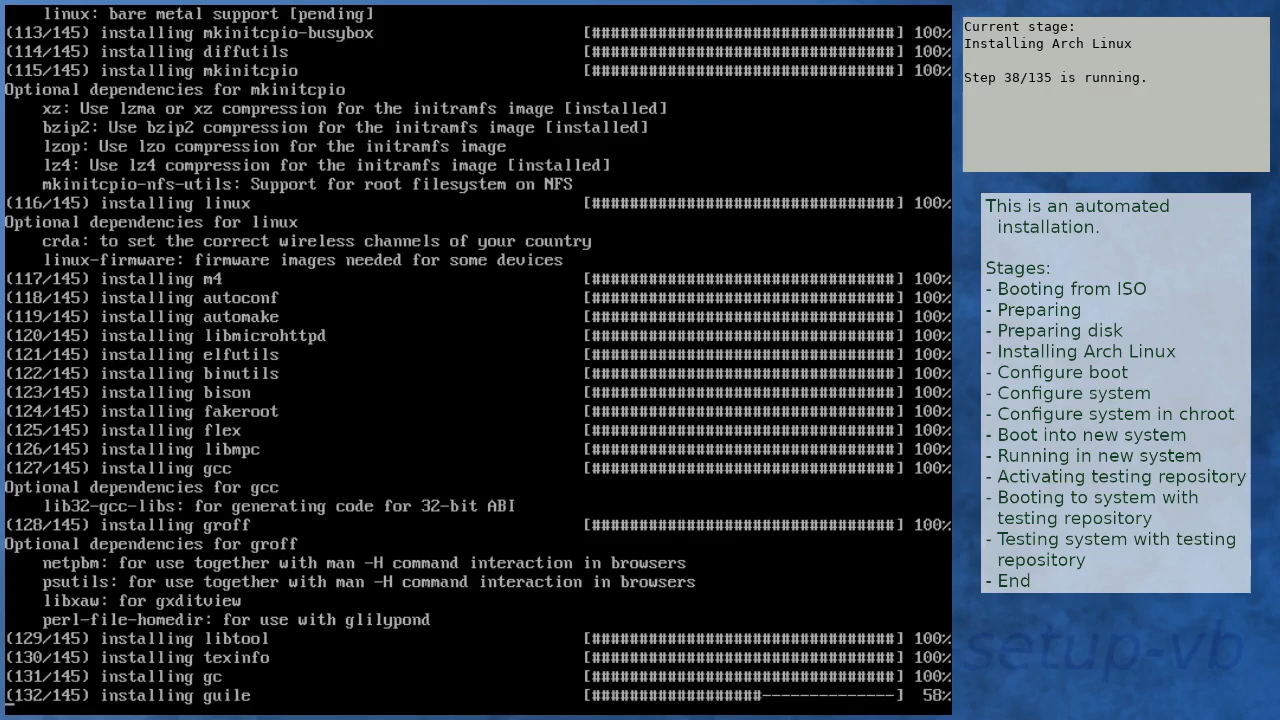 linux: bare metal support [pending]
(113/145) installing mkinitcpio-busybox [################################] 100%
(114/145) installing diffutils [################################] 100%
(115/145) installing mkinitcpio [################################] 100%
Optional dependencies for mkinitcpio
xz: Use lzma or xz compression for the initramfs image [installed]
bzip2: Use bzip2 compression for the initramfs image [installed]
lzop: Use lzo compression for the initramfs image
lz4: Use lz4 compression for the initramfs image [installed]
mkinitcpio-nfs-utils: Support for root filesystem on NFS
(116/145) installing linux [################################] 100%
Optional dependencies for linux
crda: to set the correct wireless channels of your country
linux-firmware: firmware images needed for some devices
(117/145) installing m4 [################################] 100%
(118/145) installing autoconf [################################] 100%
(119/145) installing automake [################################] 100%
(120/145) installing libmicrohttpd [################################] 100%
(121/145) installing elfutils [################################] 100%
(122/145) installing binutils [################################] 100%
(123/145) installing bison [################################] 100%
(124/145) installing fakeroot [################################] 100%
(125/145) installing flex [################################] 100%
(126/145) installing libmpc [################################] 100%
(127/145) installing gcc [################################] 100%
Optional dependencies for gcc
lib32-gcc-libs: for generating code for 32-bit ABI
(128/145) installing groff [################################] 100%
Optional dependencies for groff
netpbm: for use together with man -H command interaction in browsers
psutils: for use together with man -H command interaction in browsers
libxaw: for gxditview
perl-file-homedir: for use with glilypond
(129/145) installing libtool [################################] 100%
(130/145) installing texinfo [################################] 100%
(131/145) installing gc [################################] 100%
(132/145) installing guile [##################--------------] 58%
Current stage:
Installing Arch Linux
Step 38/135 is running.
This is an automated
installation.
Stages:
- Booting from ISO
- Preparing
- Preparing disk
- Installing Arch Linux
- Configure boot
- Configure system
- Configure system in chroot
- Boot into new system
- Running in new system
- Activating testing repository
- Booting to system with
testing repository
- Testing system with testing
repository
- End
setup-vb